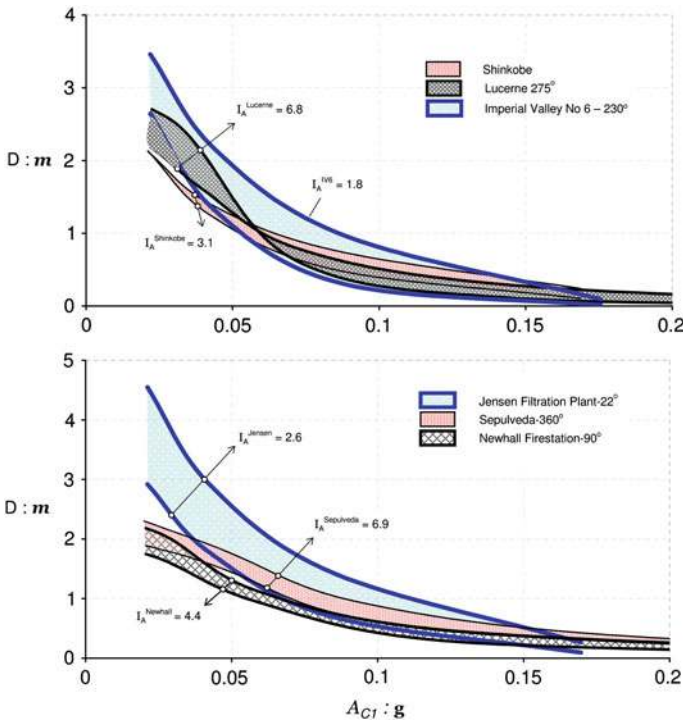 4
3
D : m
2
1
0
Shinkobe
Lucerne 275°
Imperial Valley No 6 – 230°
I_A^Lucerne = 6.8
I_A^IV6 = 1.8
I_A^Shinkobe = 3.1
0 0.05 0.1 0.15 0.2
5
4
3
D : m
2
1
0
Jensen Filtration Plant-22°
Sepulveda-360°
Newhall Firestation-90°
I_A^Jensen = 2.6
I_A^Sepulveda = 6.9
I_A^Newhall = 4.4
0 0.05 0.1 0.15 0.2
A_C1 : g